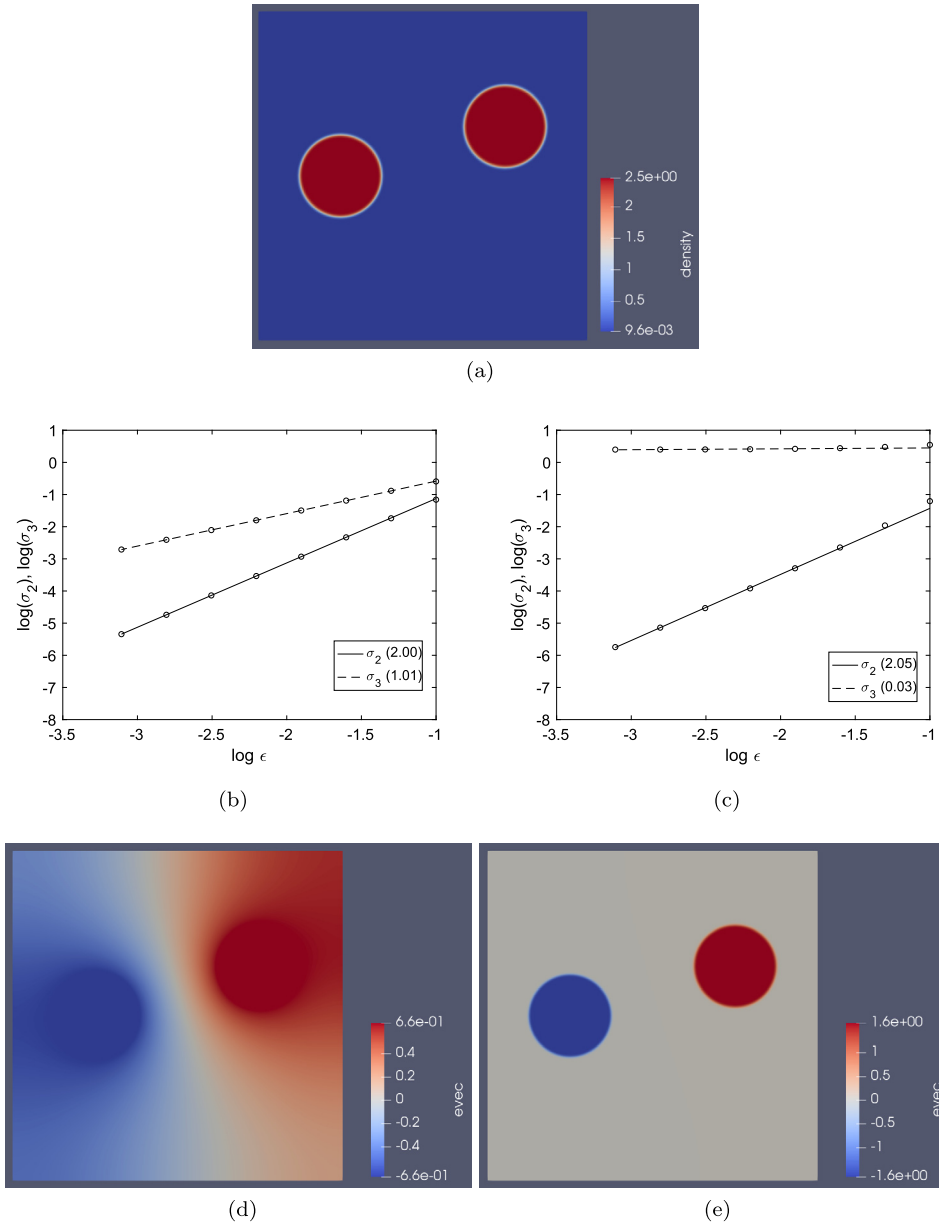 2.5e+00
2
1.5
1
0.5
9.6e-03
density
(a)
1
0
-1
-2
-3
-4
-5
-6
-7
-8
log(σ₂), log(σ₃)
σ₂ (2.00)
σ₃ (1.01)
-3.5 -3 -2.5 -2 -1.5 -1
log ϵ
(b)
1
0
-1
-2
-3
-4
-5
-6
-7
-8
log(σ₂), log(σ₃)
σ₂ (2.05)
σ₃ (0.03)
-3.5 -3 -2.5 -2 -1.5 -1
log ϵ
(c)
6.6e-01
0.4
0.2
0
-0.2
-0.4
-6.6e-01
evec
(d)
1.6e+00
1
0.5
0
-0.5
-1
-1.6e+00
evec
(e)